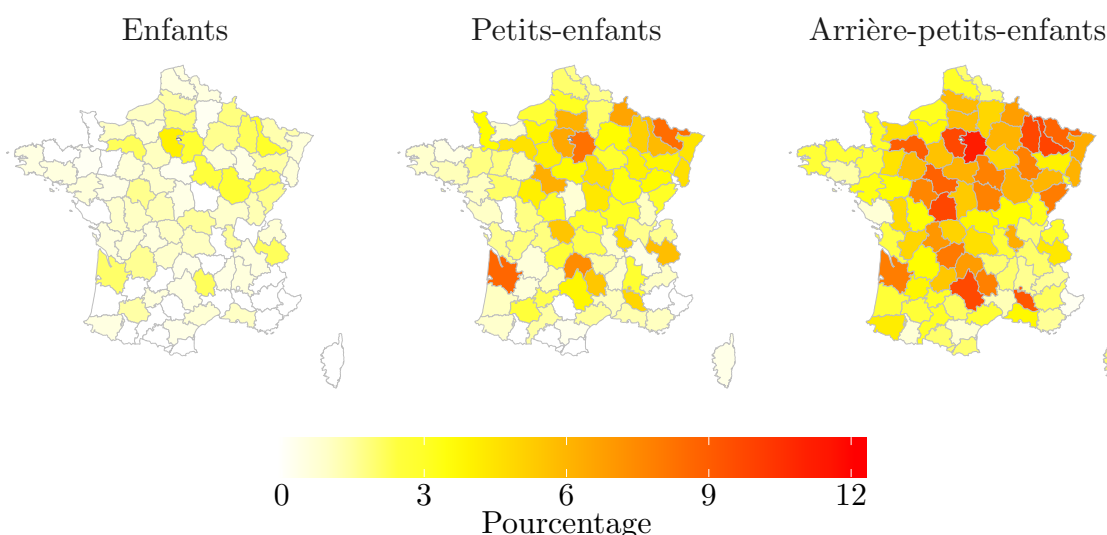 Enfants
Petits-enfants
Arrière-petits-enfants
0 3 6 9 12
Pourcentage